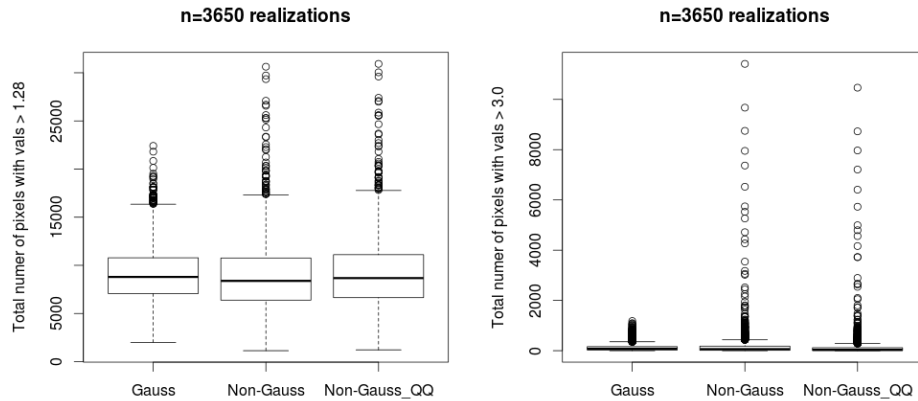 n=3650 realizations
Total numer of pixels with vals > 1.28
0
5000
15000
25000
Gauss
Non-Gauss
Non-Gauss_QQ
n=3650 realizations
Total numer of pixels with vals > 3.0
0
2000
4000
6000
8000
Gauss
Non-Gauss
Non-Gauss_QQ